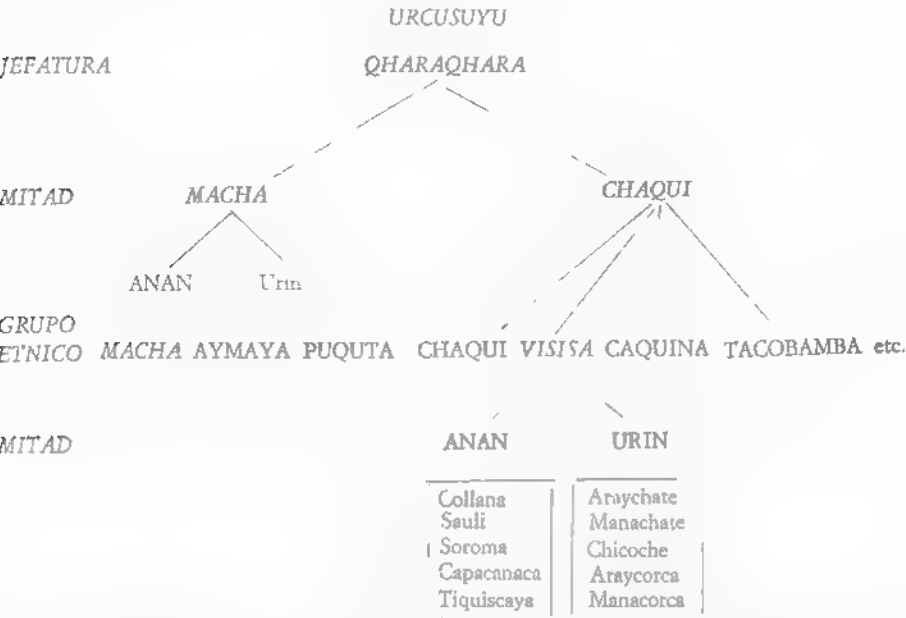 URCUSUYU
JEFATURA QHARAQHARA
MITAD MACHA CHAQUI
ANAN Urin
GRUPO
ETNICO MACHA AYMAYA PUQUTA CHAQUI VISISA CAQUINA TACOBAMBA etc.
MITAD ANAN URIN
Collana Araychate
Sauli Manachate
Soroma Chicoche
Capacanaca Araycorca
Tiquiscaya Manacorca